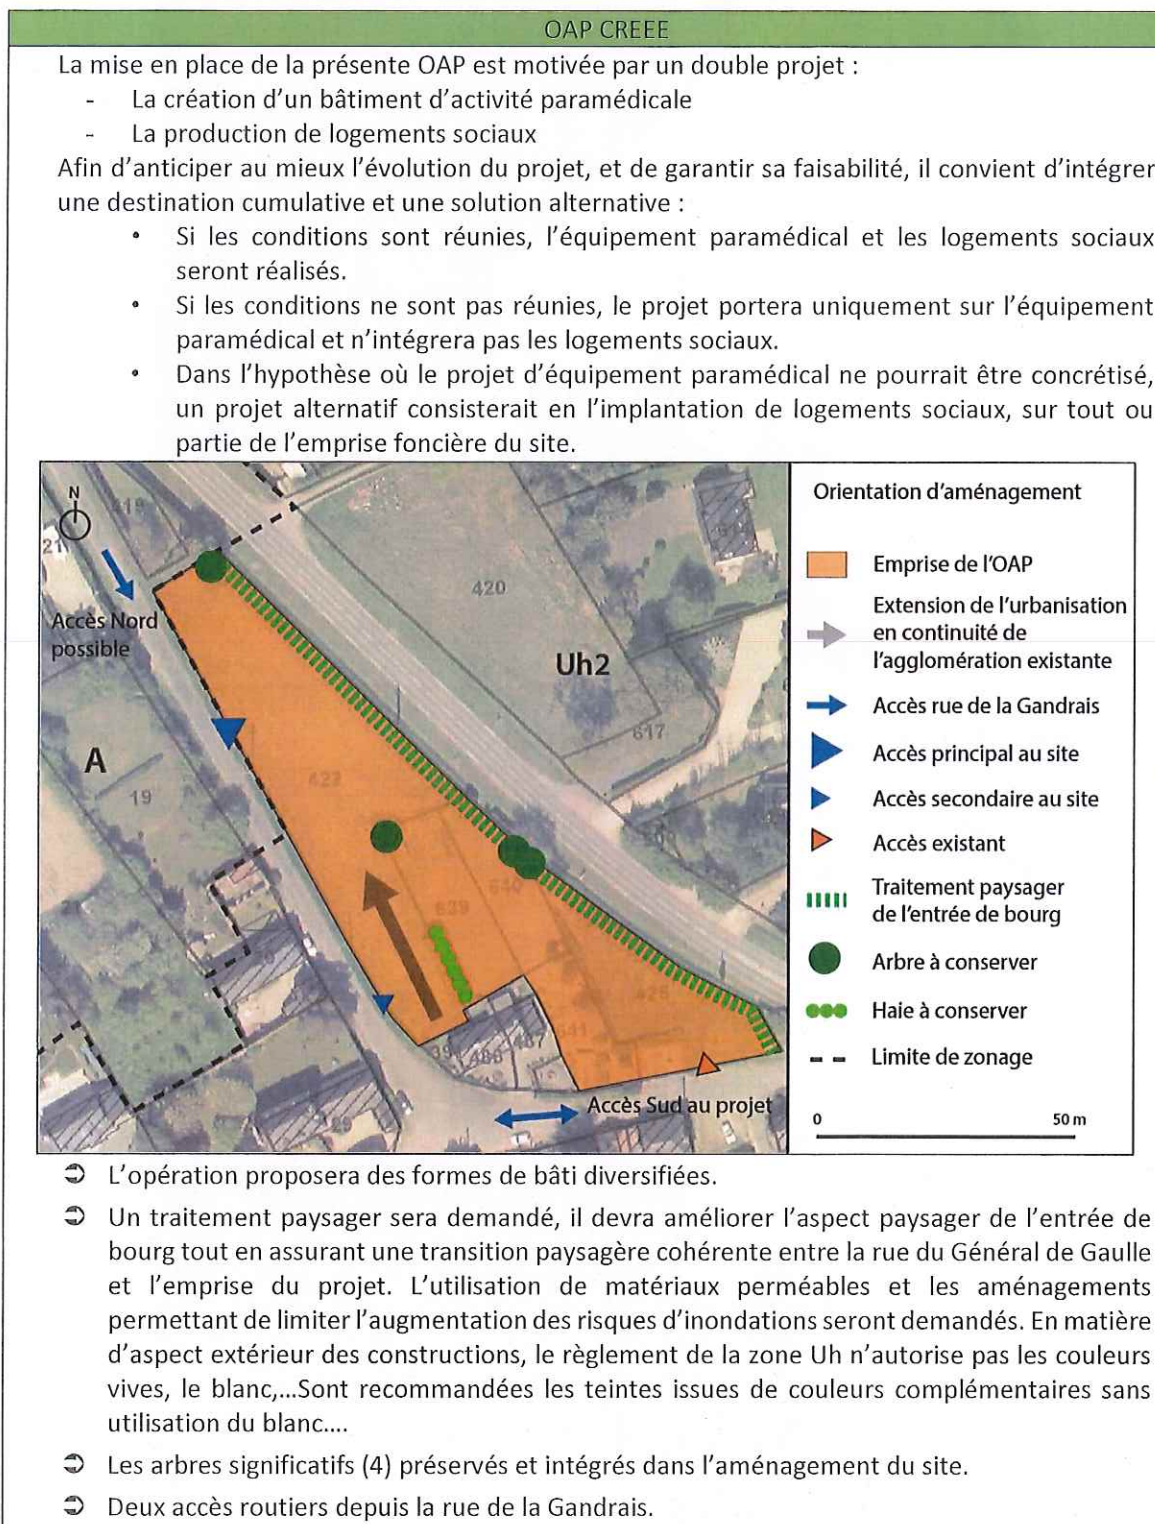 OAP CREEE
La mise en place de la présente OAP est motivée par un double projet :
- La création d'un bâtiment d'activité paramédicale
- La production de logements sociaux
Afin d'anticiper au mieux l'évolution du projet, et de garantir sa faisabilité, il convient d'intégrer
une destination cumulative et une solution alternative :
• Si les conditions sont réunies, l'équipement paramédical et les logements sociaux
seront réalisés.
• Si les conditions ne sont pas réunies, le projet portera uniquement sur l'équipement
paramédical et n'intégrera pas les logements sociaux.
• Dans l'hypothèse où le projet d'équipement paramédical ne pourrait être concrétisé,
un projet alternatif consisterait en l'implantation de logements sociaux, sur tout ou
partie de l'emprise foncière du site.
N
419
21
Accès Nord
possible
420
Uh2
617
A
19
422
640
639
426
641
487
486
29
Accès Sud au projet
Orientation d'aménagement
Emprise de l'OAP
Extension de l'urbanisation
en continuité de
l'agglomération existante
Accès rue de la Gandrais
Accès principal au site
Accès secondaire au site
Accès existant
Traitement paysager
de l'entrée de bourg
Arbre à conserver
Haie à conserver
Limite de zonage
0 50 m
➲ L'opération proposera des formes de bâti diversifiées.
➲ Un traitement paysager sera demandé, il devra améliorer l'aspect paysager de l'entrée de
bourg tout en assurant une transition paysagère cohérente entre la rue du Général de Gaulle
et l'emprise du projet. L'utilisation de matériaux perméables et les aménagements
permettant de limiter l'augmentation des risques d'inondations seront demandés. En matière
d'aspect extérieur des constructions, le règlement de la zone Uh n'autorise pas les couleurs
vives, le blanc,...Sont recommandées les teintes issues de couleurs complémentaires sans
utilisation du blanc....
➲ Les arbres significatifs (4) préservés et intégrés dans l'aménagement du site.
➲ Deux accès routiers depuis la rue de la Gandrais.